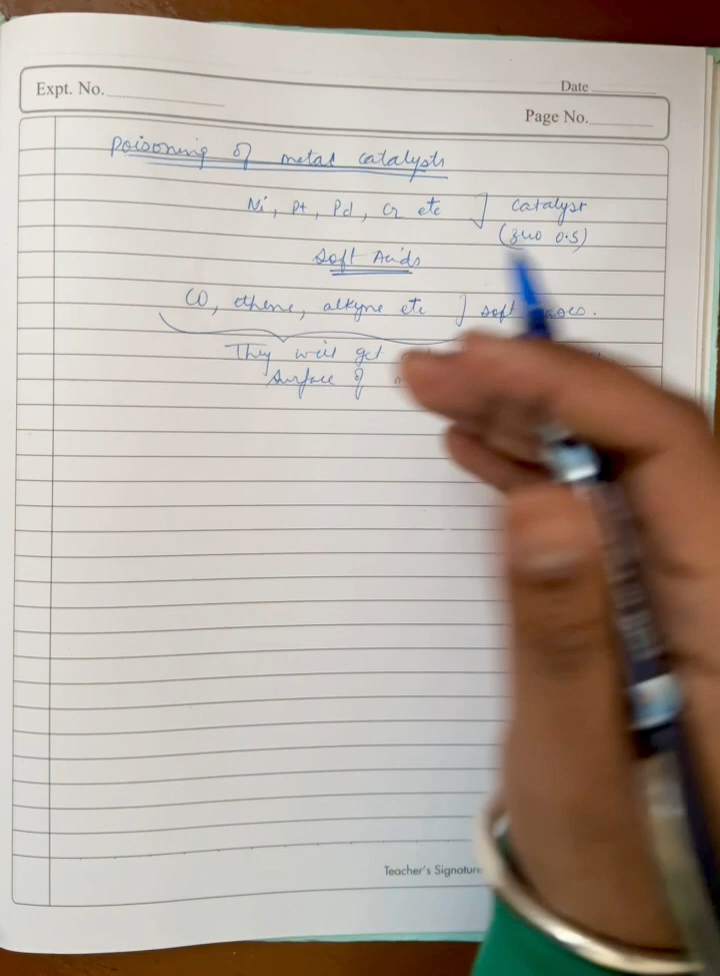 Expt. No.
Date
Page No.
Poisoning of metal catalysts
Ni, Pt, Pd, Cr etc ] catalyst
(zero O.S)
Soft Acids
CO, ethene, alkyne etc ] soft
They will get
surface of
Teacher's Signature